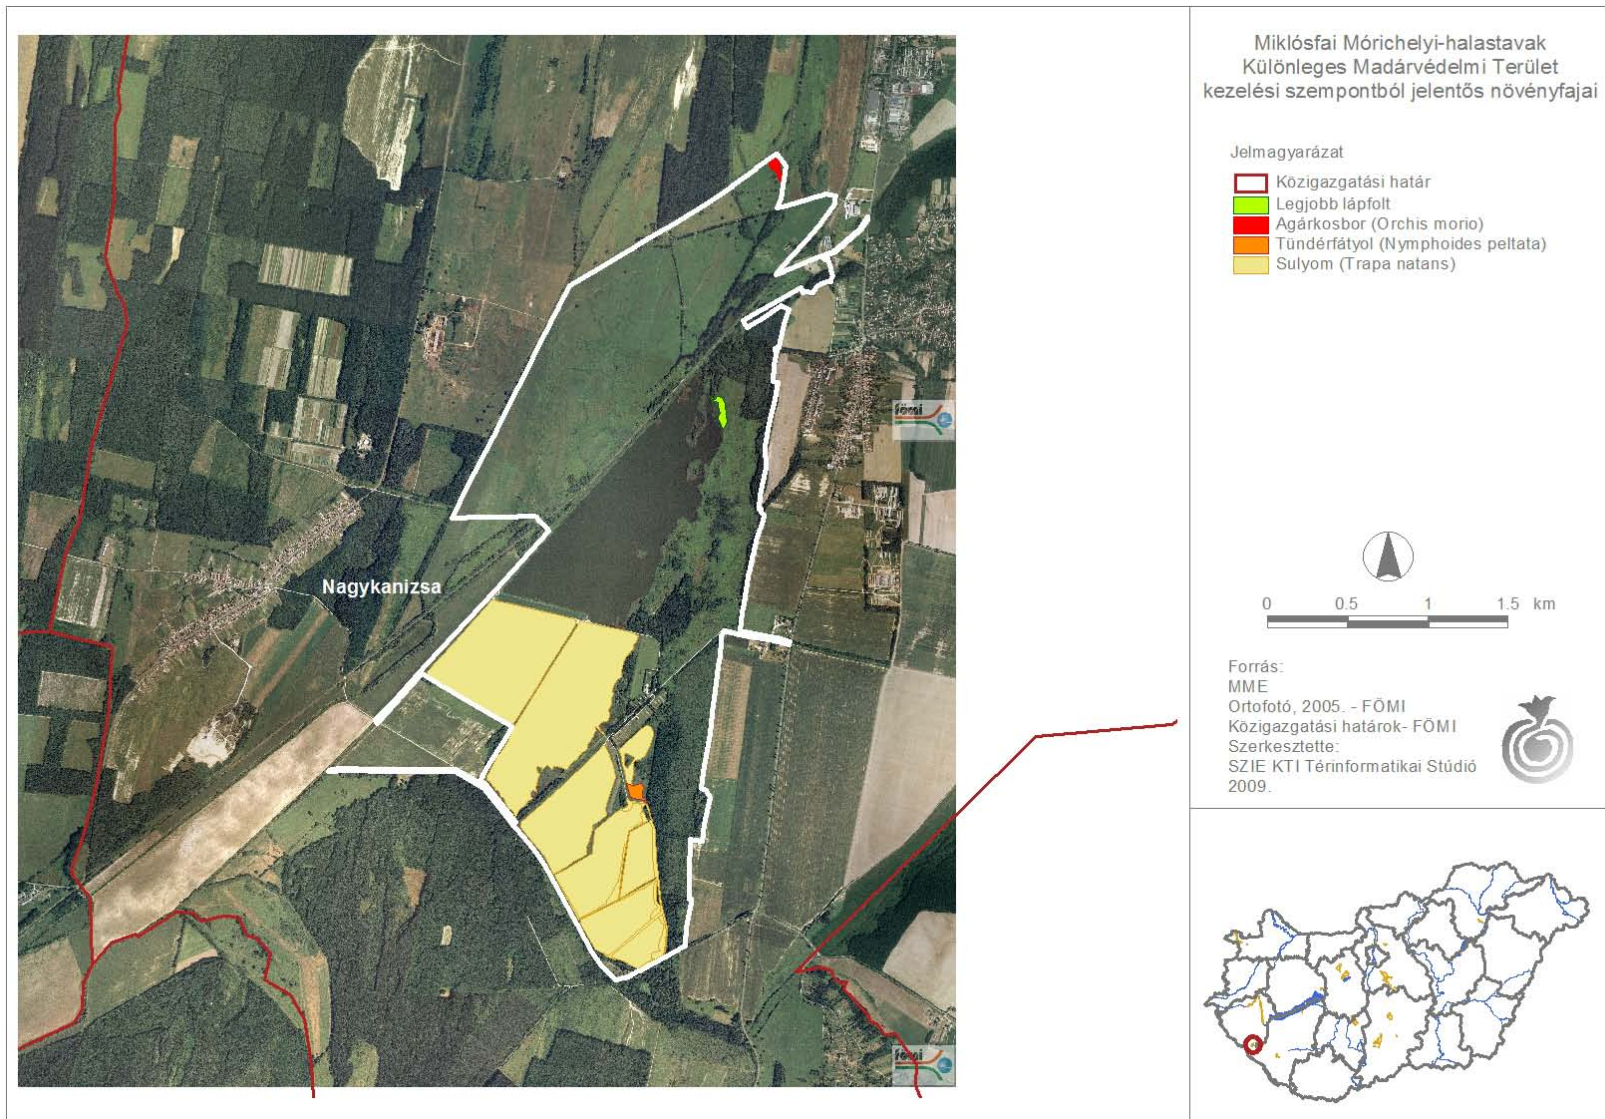 Miklósfai Mórichelyi-halastavak
Különleges Madárvédelmi Terület
kezelési szempontból jelentős növényfajai
Jelmagyarázat
Közigazgatási határ
Legjobb lápfolt
Agárkosbor (Orchis morio)
Tündérfátyol (Nymphoides peltata)
Sulyom (Trapa natans)
Nagykanizsa
fömi
fömi
0 0.5 1 1.5 km
Forrás:
MME
Ortofotó, 2005. - FÖMI
Közigazgatási határok- FÖMI
Szerkesztette:
SZIE KTI Térinformatikai Stúdió
2009.